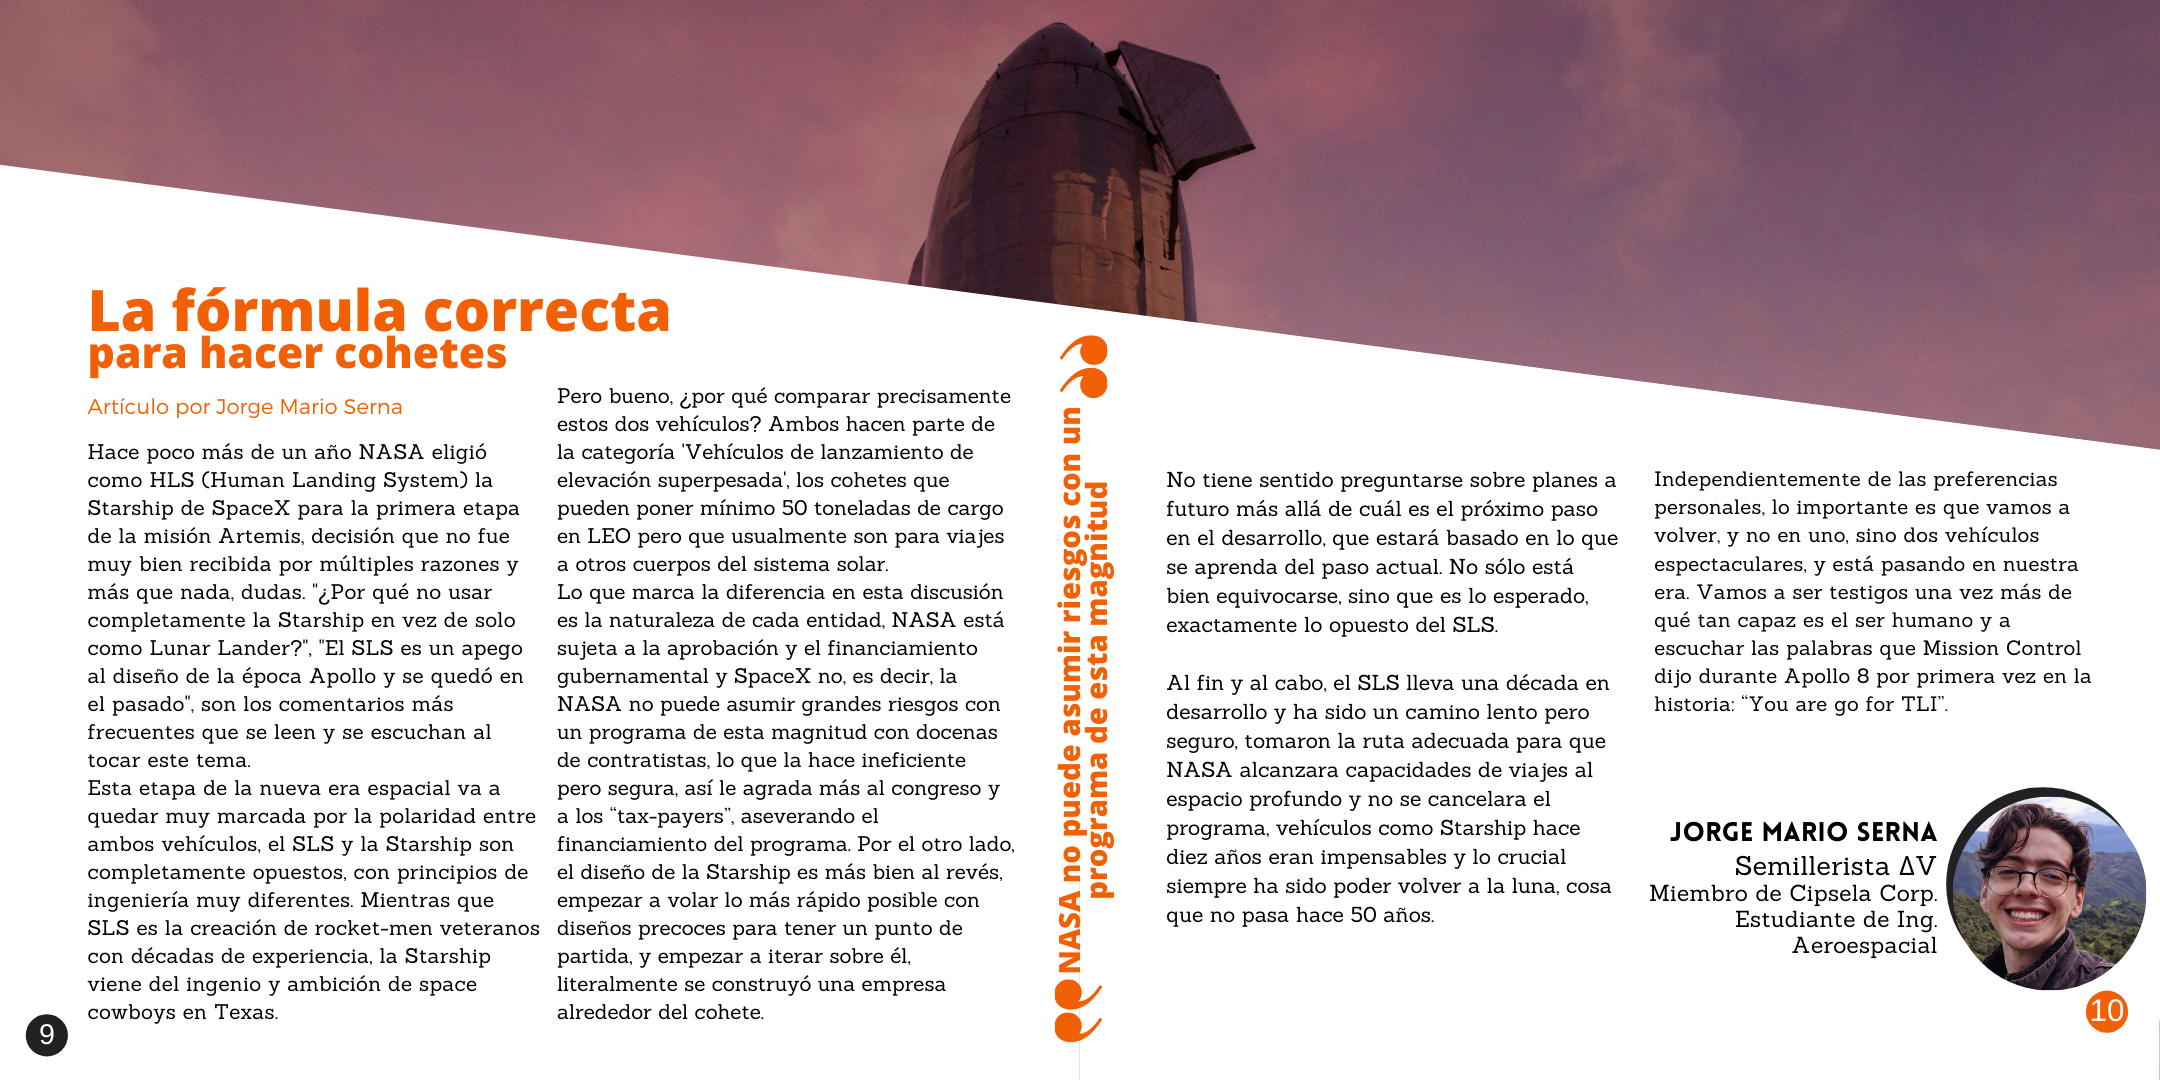 La fórmula correcta
para hacer cohetes
Artículo por Jorge Mario Serna
Hace poco más de un año NASA eligió
como HLS (Human Landing System) la
Starship de SpaceX para la primera etapa
de la misión Artemis, decisión que no fue
muy bien recibida por múltiples razones y
más que nada, dudas. "¿Por qué no usar
completamente la Starship en vez de solo
como Lunar Lander?", "El SLS es un apego
al diseño de la época Apollo y se quedó en
el pasado", son los comentarios más
frecuentes que se leen y se escuchan al
tocar este tema.
Esta etapa de la nueva era espacial va a
quedar muy marcada por la polaridad entre
ambos vehículos, el SLS y la Starship son
completamente opuestos, con principios de
ingeniería muy diferentes. Mientras que
SLS es la creación de rocket-men veteranos
con décadas de experiencia, la Starship
viene del ingenio y ambición de space
cowboys en Texas.
Pero bueno, ¿por qué comparar precisamente
estos dos vehículos? Ambos hacen parte de
la categoría 'Vehículos de lanzamiento de
elevación superpesada', los cohetes que
pueden poner mínimo 50 toneladas de cargo
en LEO pero que usualmente son para viajes
a otros cuerpos del sistema solar.
Lo que marca la diferencia en esta discusión
es la naturaleza de cada entidad, NASA está
sujeta a la aprobación y el financiamiento
gubernamental y SpaceX no, es decir, la
NASA no puede asumir grandes riesgos con
un programa de esta magnitud con docenas
de contratistas, lo que la hace ineficiente
pero segura, así le agrada más al congreso y
a los “tax-payers”, aseverando el
financiamiento del programa. Por el otro lado,
el diseño de la Starship es más bien al revés,
empezar a volar lo más rápido posible con
diseños precoces para tener un punto de
partida, y empezar a iterar sobre él,
literalmente se construyó una empresa
alrededor del cohete.
“NASA no puede asumir riesgos con un
programa de esta magnitud”
No tiene sentido preguntarse sobre planes a
futuro más allá de cuál es el próximo paso
en el desarrollo, que estará basado en lo que
se aprenda del paso actual. No sólo está
bien equivocarse, sino que es lo esperado,
exactamente lo opuesto del SLS.
Al fin y al cabo, el SLS lleva una década en
desarrollo y ha sido un camino lento pero
seguro, tomaron la ruta adecuada para que
NASA alcanzara capacidades de viajes al
espacio profundo y no se cancelara el
programa, vehículos como Starship hace
diez años eran impensables y lo crucial
siempre ha sido poder volver a la luna, cosa
que no pasa hace 50 años.
Independientemente de las preferencias
personales, lo importante es que vamos a
volver, y no en uno, sino dos vehículos
espectaculares, y está pasando en nuestra
era. Vamos a ser testigos una vez más de
qué tan capaz es el ser humano y a
escuchar las palabras que Mission Control
dijo durante Apollo 8 por primera vez en la
historia: “You are go for TLI”.
JORGE MARIO SERNA
Semillerista ΔV
Miembro de Cipsela Corp.
Estudiante de Ing.
Aeroespacial
9
10